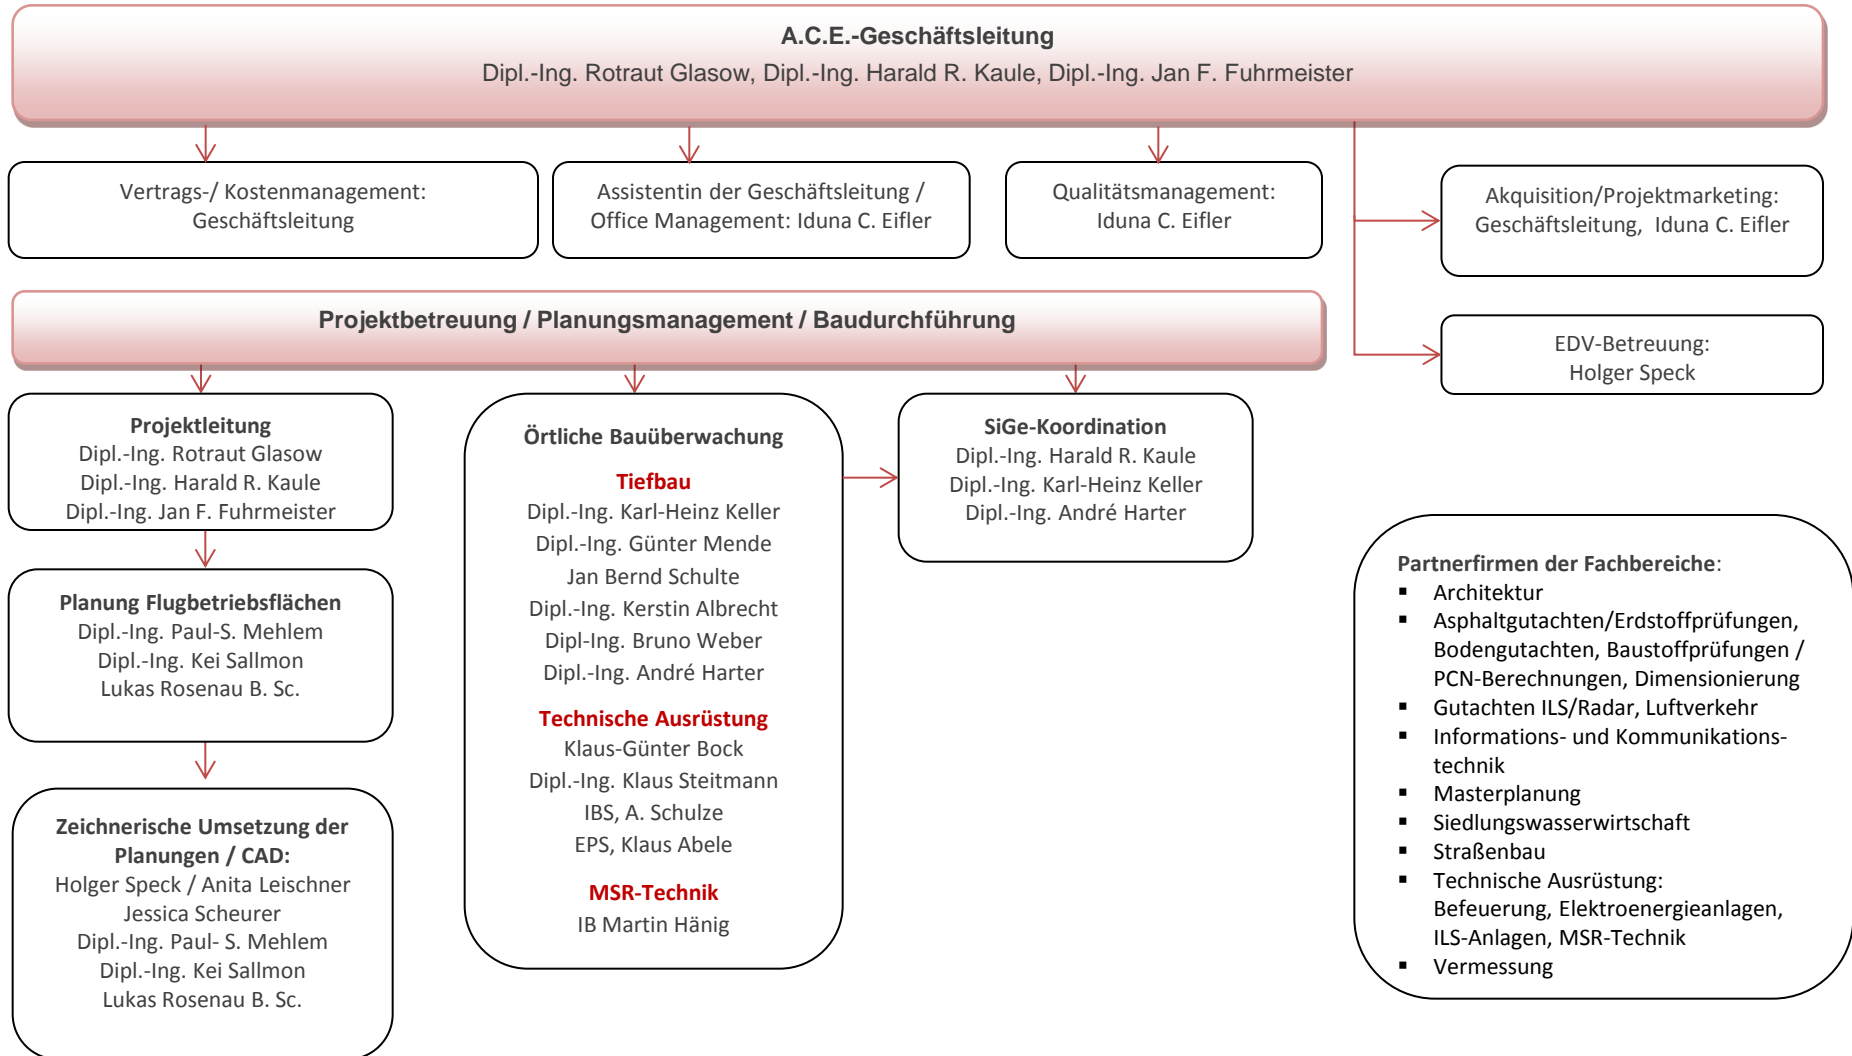 A.C.E.-Geschäftsleitung
Dipl.-Ing. Rotraut Glasow, Dipl.-Ing. Harald R. Kaule, Dipl.-Ing. Jan F. Fuhrmeister
Vertrags-/ Kostenmanagement:
Geschäftsleitung
Assistentin der Geschäftsleitung /
Office Management: Iduna C. Eifler
Qualitätsmanagement:
Iduna C. Eifler
Akquisition/Projektmarketing:
Geschäftsleitung, Iduna C. Eifler
EDV-Betreuung:
Holger Speck
Projektbetreuung / Planungsmanagement / Baudurchführung
Projektleitung
Dipl.-Ing. Rotraut Glasow
Dipl.-Ing. Harald R. Kaule
Dipl.-Ing. Jan F. Fuhrmeister
Planung Flugbetriebsflächen
Dipl.-Ing. Paul-S. Mehlem
Dipl.-Ing. Kei Sallmon
Lukas Rosenau B. Sc.
Zeichnerische Umsetzung der
Planungen / CAD:
Holger Speck / Anita Leischner
Jessica Scheurer
Dipl.-Ing. Paul- S. Mehlem
Dipl.-Ing. Kei Sallmon
Lukas Rosenau B. Sc.
Örtliche Bauüberwachung
Tiefbau
Dipl.-Ing. Karl-Heinz Keller
Dipl.-Ing. Günter Mende
Jan Bernd Schulte
Dipl.-Ing. Kerstin Albrecht
Dipl-Ing. Bruno Weber
Dipl.-Ing. André Harter
Technische Ausrüstung
Klaus-Günter Bock
Dipl.-Ing. Klaus Steitmann
IBS, A. Schulze
EPS, Klaus Abele
MSR-Technik
IB Martin Hänig
SiGe-Koordination
Dipl.-Ing. Harald R. Kaule
Dipl.-Ing. Karl-Heinz Keller
Dipl.-Ing. André Harter
Partnerfirmen der Fachbereiche:
▪ Architektur
▪ Asphaltgutachten/Erdstoffprüfungen,
Bodengutachten, Baustoffprüfungen /
PCN-Berechnungen, Dimensionierung
▪ Gutachten ILS/Radar, Luftverkehr
▪ Informations- und Kommunikations-
technik
▪ Masterplanung
▪ Siedlungswasserwirtschaft
▪ Straßenbau
▪ Technische Ausrüstung:
Befeuerung, Elektroenergieanlagen,
ILS-Anlagen, MSR-Technik
▪ Vermessung